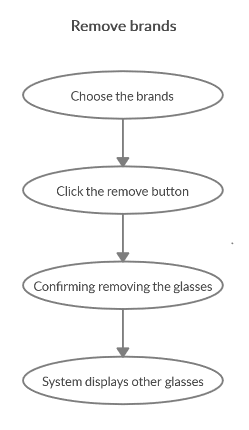 Remove brands
Choose the brands
Click the remove button
Confirming removing the glasses
System displays other glasses